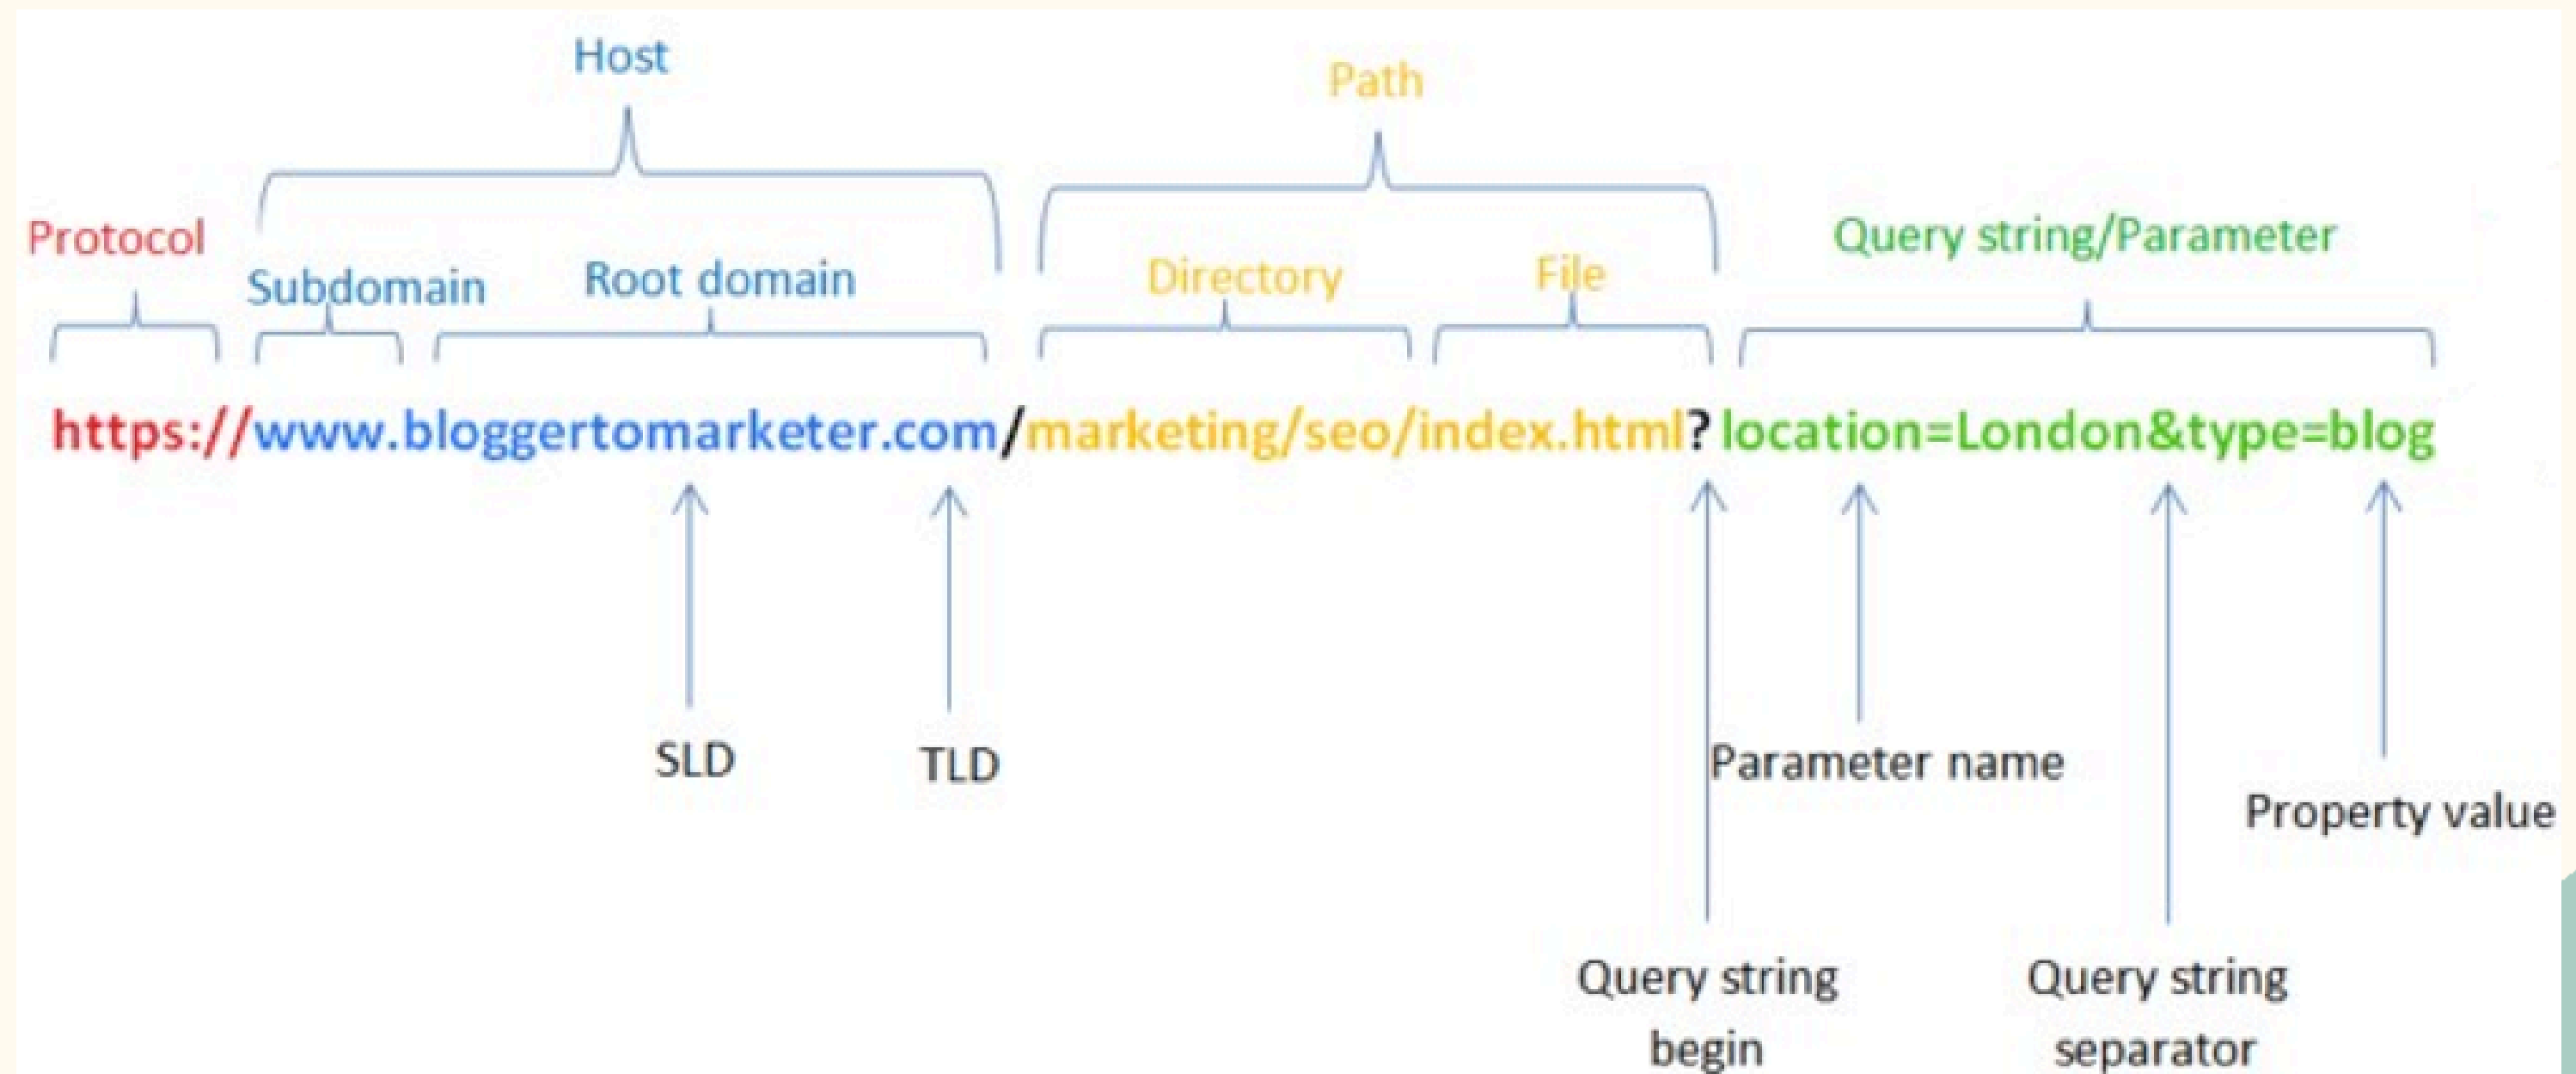 Host
Path
Protocol
Subdomain
Root domain
Directory
File
Query string/Parameter
https://www.bloggertomarketer.com/marketing/seo/index.html?location=London&type=blog
SLD
TLD
Parameter name
Property value
Query string
begin
Query string
separator